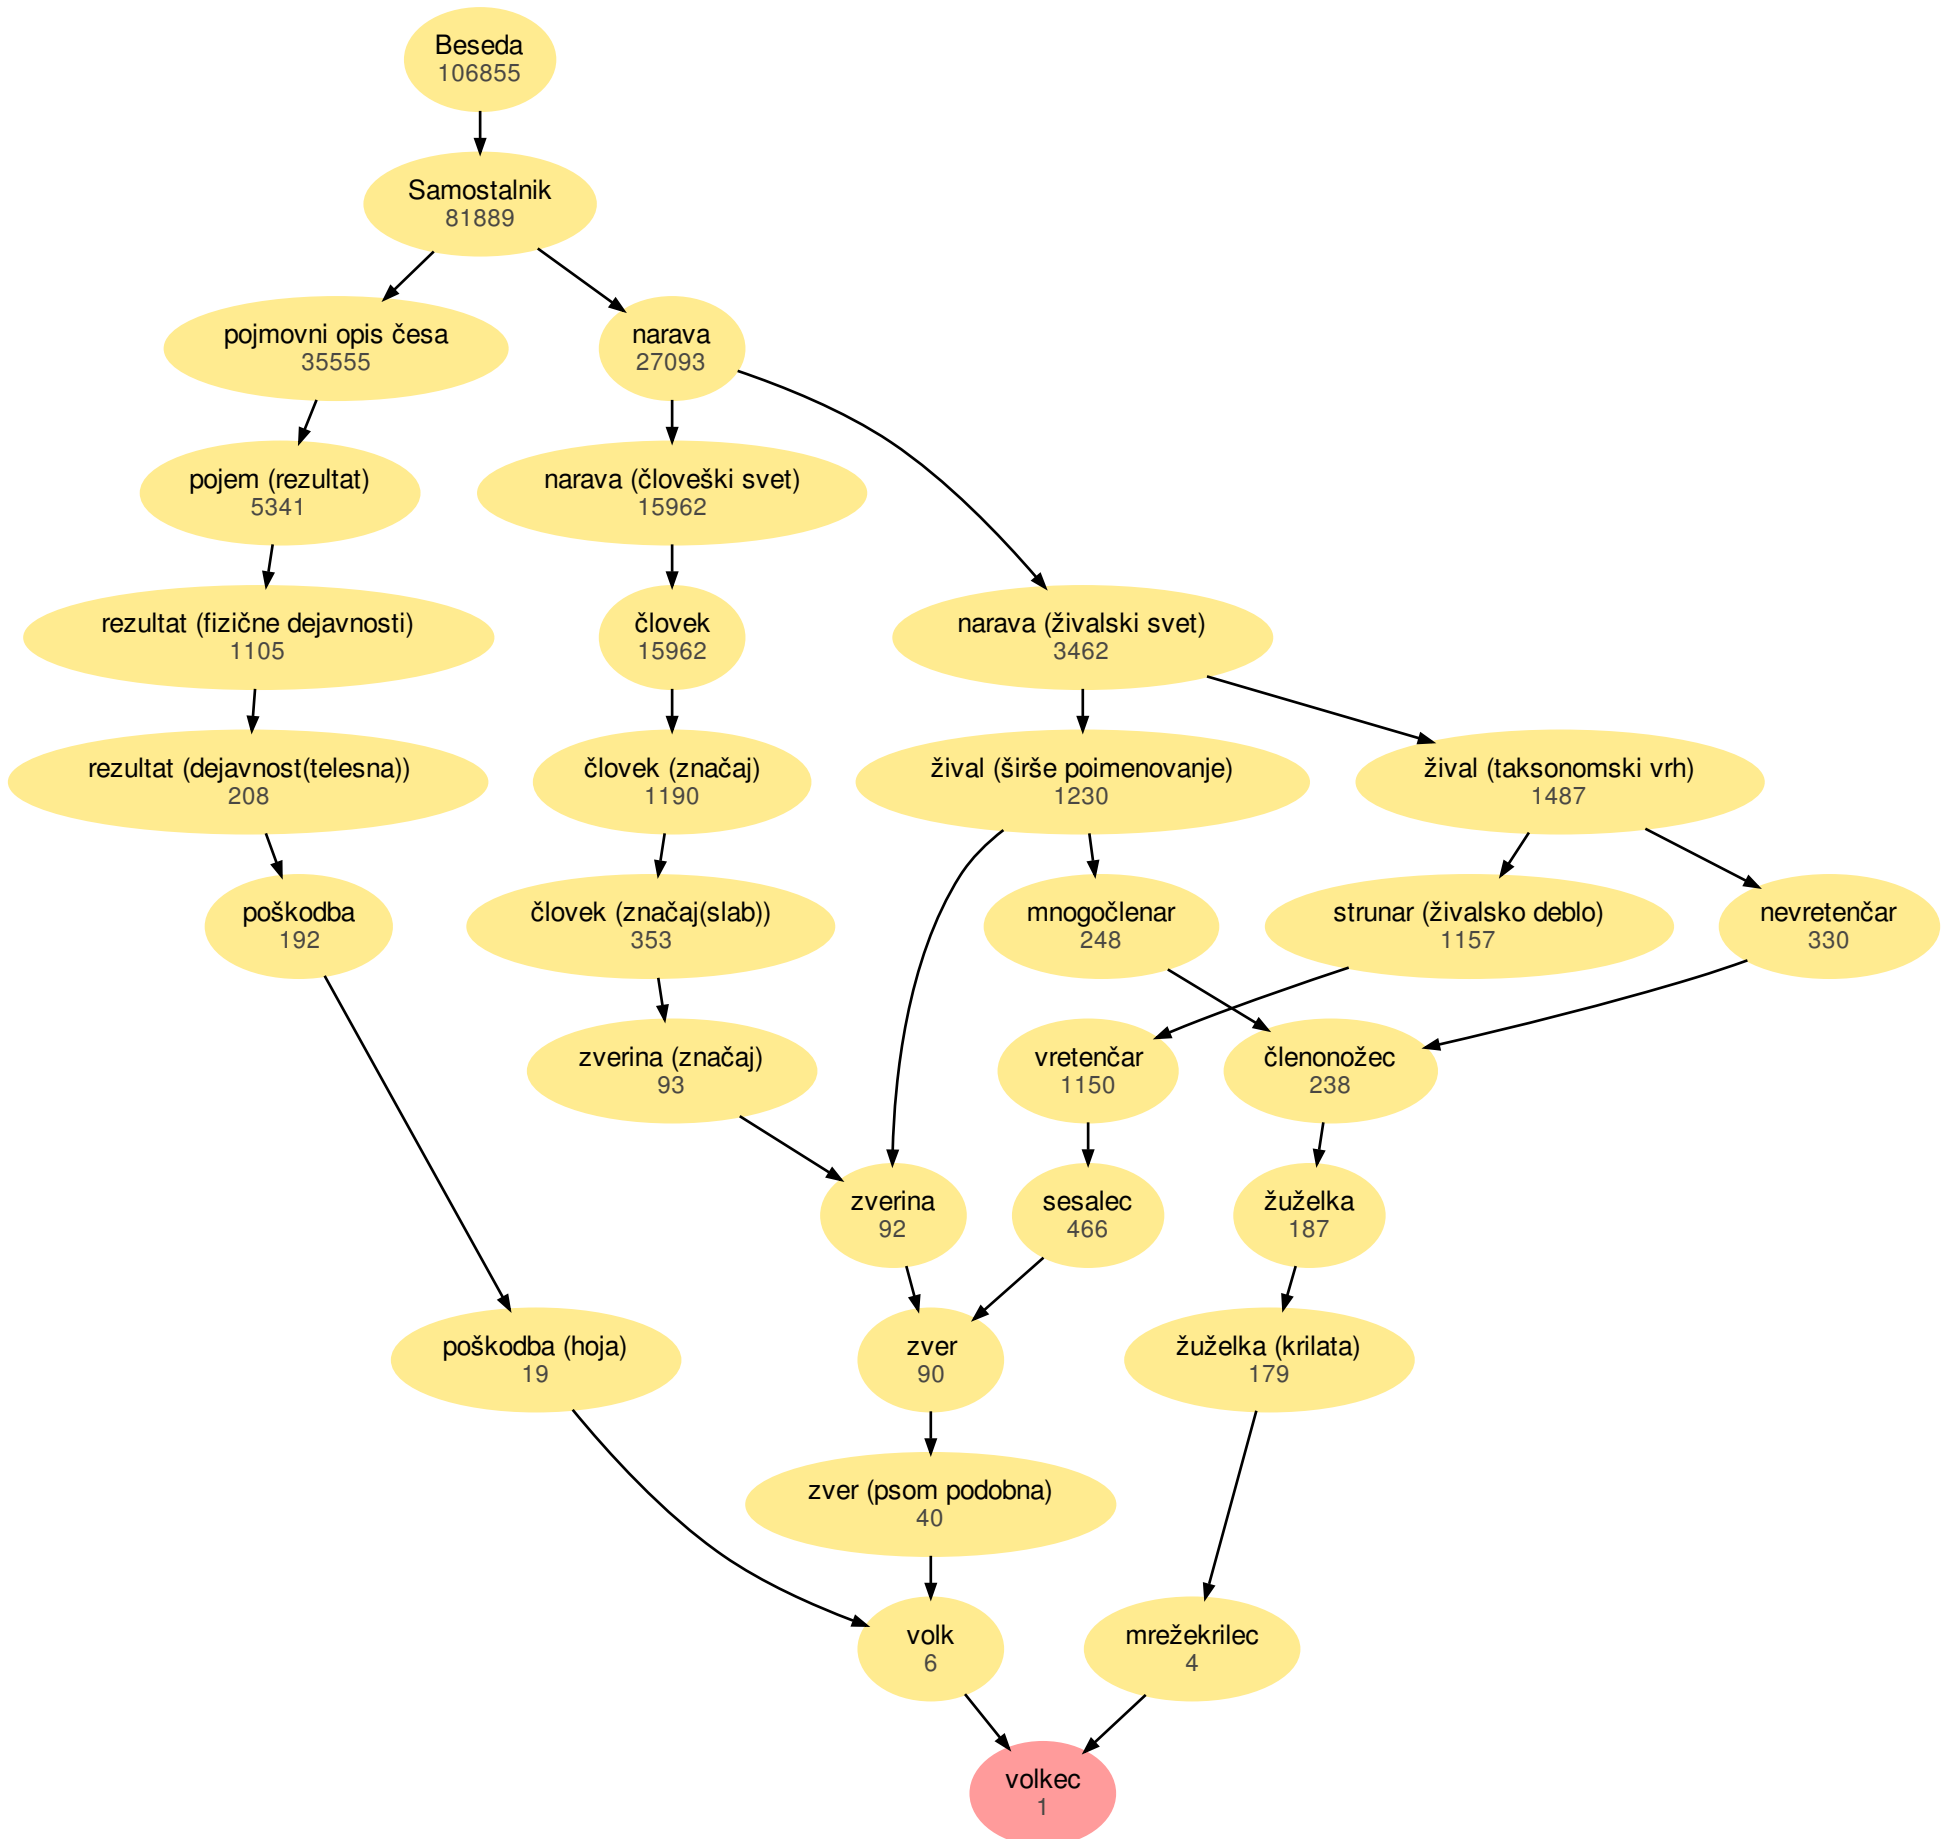 Beseda
106855
Samostalnik
81889
pojmovni opis česa
35555
narava
27093
pojem (rezultat)
5341
narava (človeški svet)
15962
rezultat (fizične dejavnosti)
1105
človek
15962
narava (živalski svet)
3462
rezultat (dejavnost(telesna))
208
človek (značaj)
1190
žival (širše poimenovanje)
1230
žival (taksonomski vrh)
1487
poškodba
192
človek (značaj(slab))
353
mnogočlenar
248
strunar (živalsko deblo)
1157
nevretenčar
330
zverina (značaj)
93
vretenčar
1150
členonožec
238
zverina
92
sesalec
466
žuželka
187
poškodba (hoja)
19
zver
90
žuželka (krilata)
179
zver (psom podobna)
40
volk
6
mrežekrilec
4
volkec
1